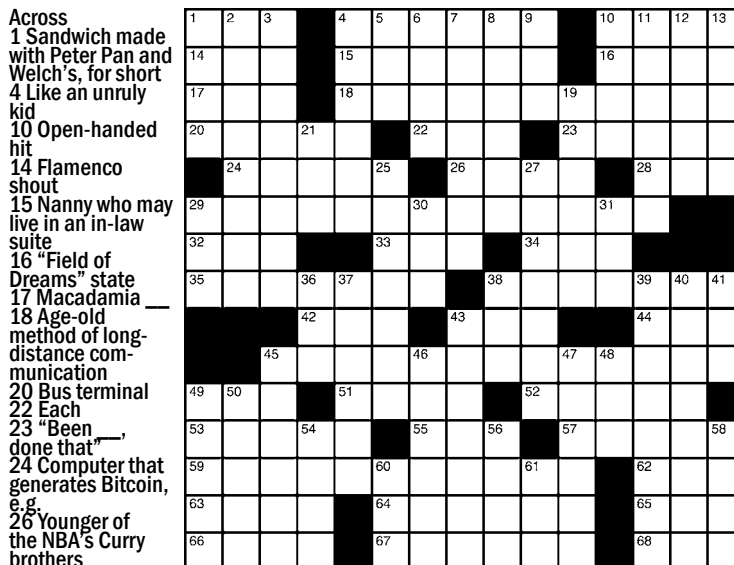 Across
1 Sandwich made
with Peter Pan and
Welch's, for short
4 Like an unruly
kid
10 Open-handed
hit
14 Flamenco
shout
15 Nanny who may
live in an in-law
suite
16 “Field of
Dreams” state
17 Macadamia __
18 Age-old
method of long-
distance com-
munication
20 Bus terminal
22 Each
23 “Been __,
done that”
24 Computer that
generates Bitcoin,
e.g.
26 Younger of
the NBA's Curry
brothers
1 2 3 4 5 6 7 8 9 10 11 12 13
14 15 16
17 18 19
20 21 22 23
24 25 26 27 28
29 30 31
32 33 34
35 36 37 38 39 40 41
42 43 44
45 46 47 48
49 50 51 52
53 54 55 56 57 58
59 60 61 62
63 64 65
66 67 68